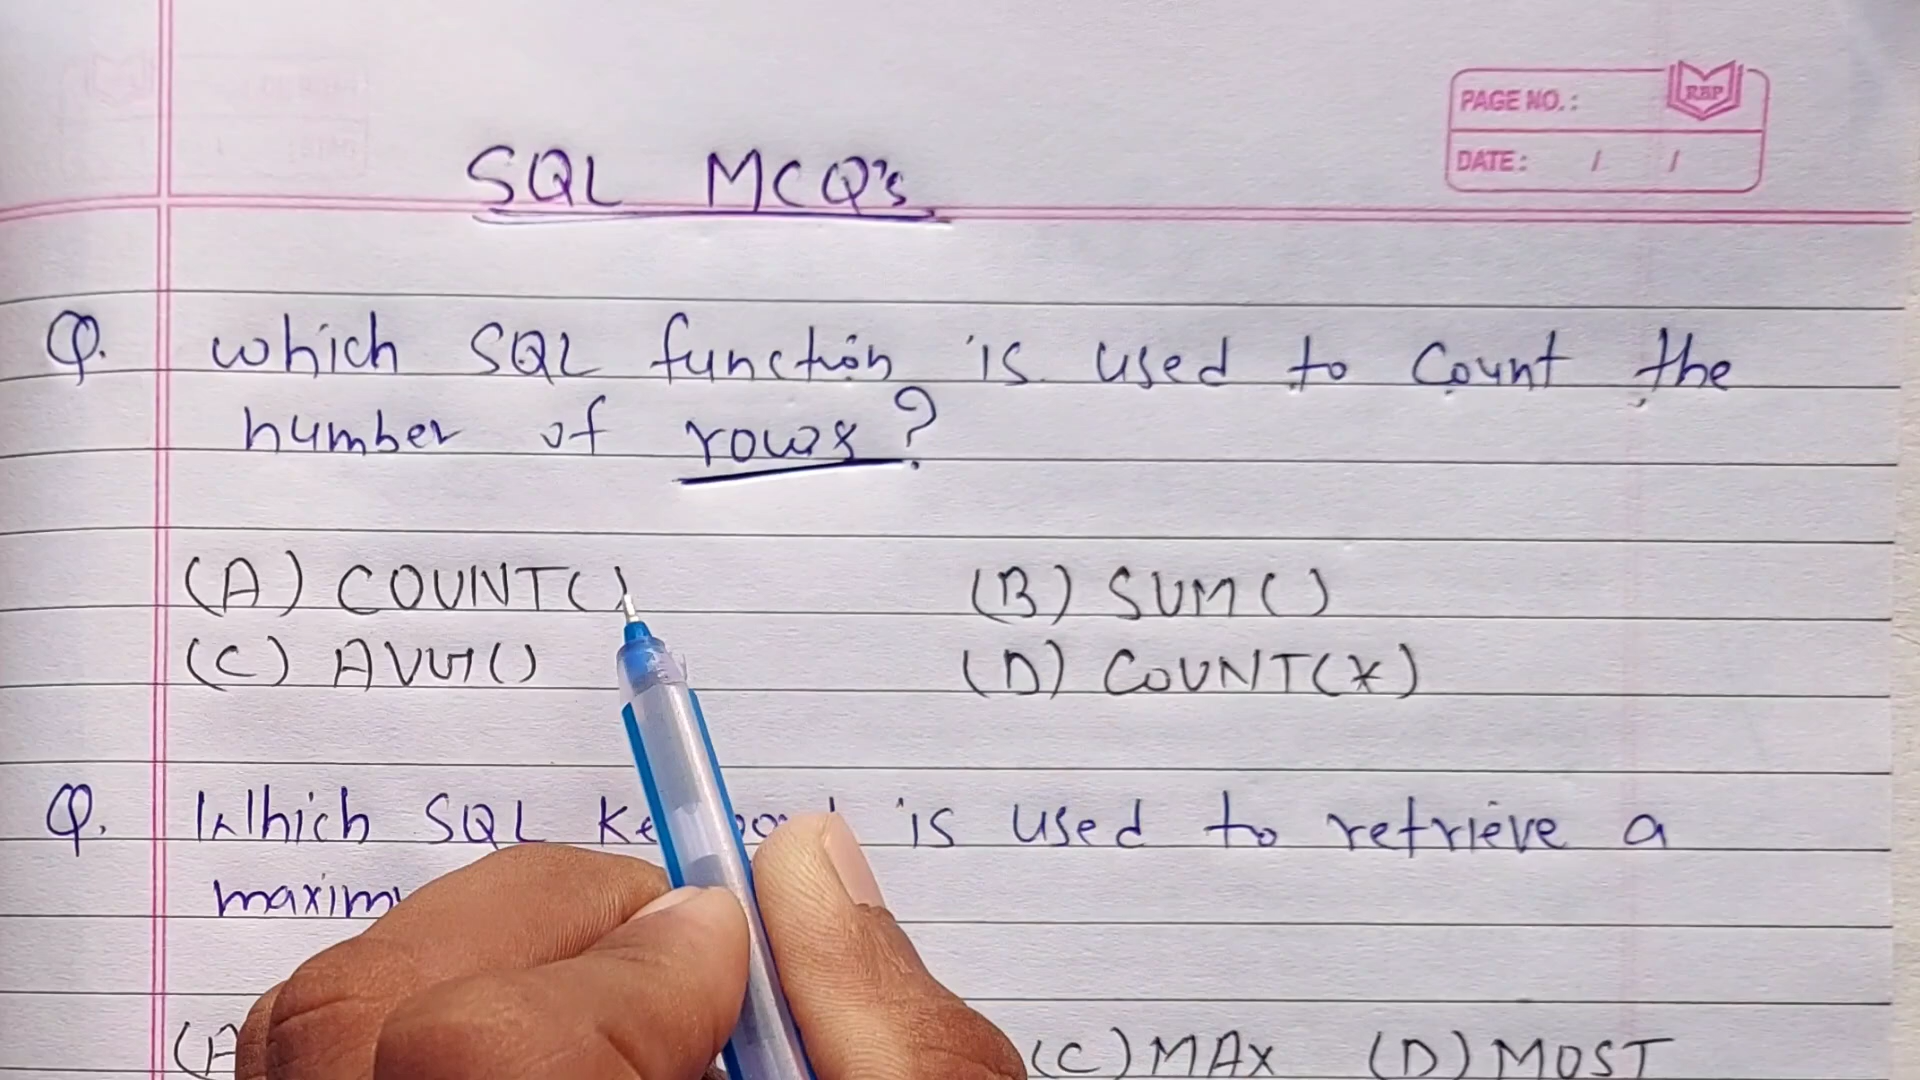 PAGE NO.:
RBP
DATE: / /
SQL MCQ's
Q. Which SQL function is used to count the
number of rows?
(A) COUNT() (B) SUM()
(C) AVG() (D) COUNT(*)
Q. Which SQL is used to retrieve a
(C) MAX (D) MOST